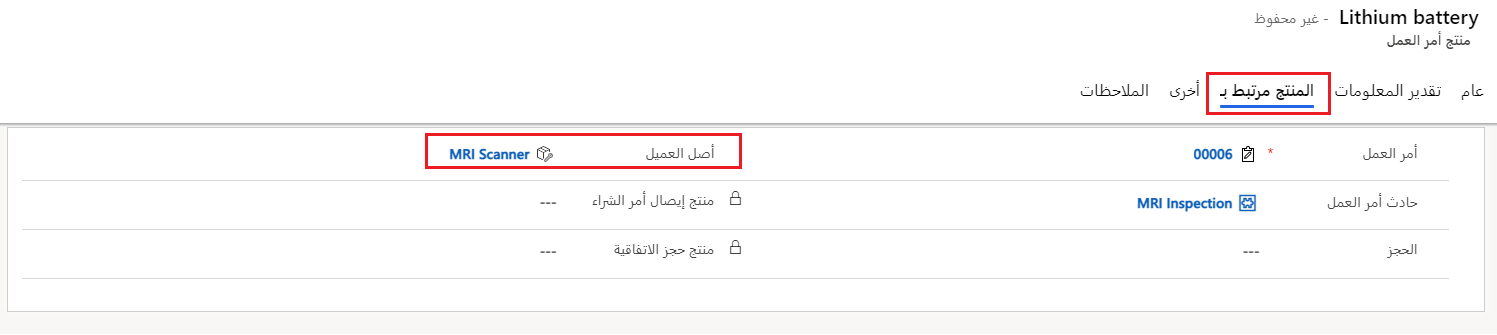 Lithium battery - غير محفوظ
منتج أمر العمل
عام تقدير المعلومات المنتج مرتبط بـ أخرى الملاحظات
أمر العمل * 00006 أصل العميل MRI Scanner
حادث أمر العمل MRI Inspection منتج إيصال أمر الشراء ---
الحجز --- منتج حجز الاتفاقية ---